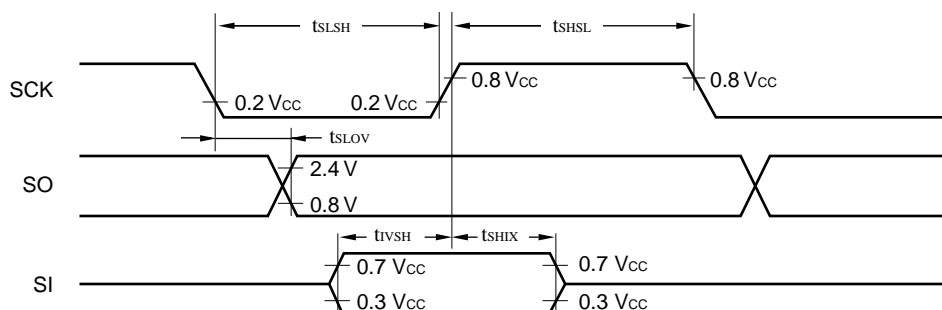 tSLSH tSHSL
SCK 0.2 VCC 0.2 VCC 0.8 VCC 0.8 VCC
tSLOV
SO 2.4 V
0.8 V
tIVSH tSHIX
0.7 VCC 0.7 VCC
SI
0.3 VCC 0.3 VCC